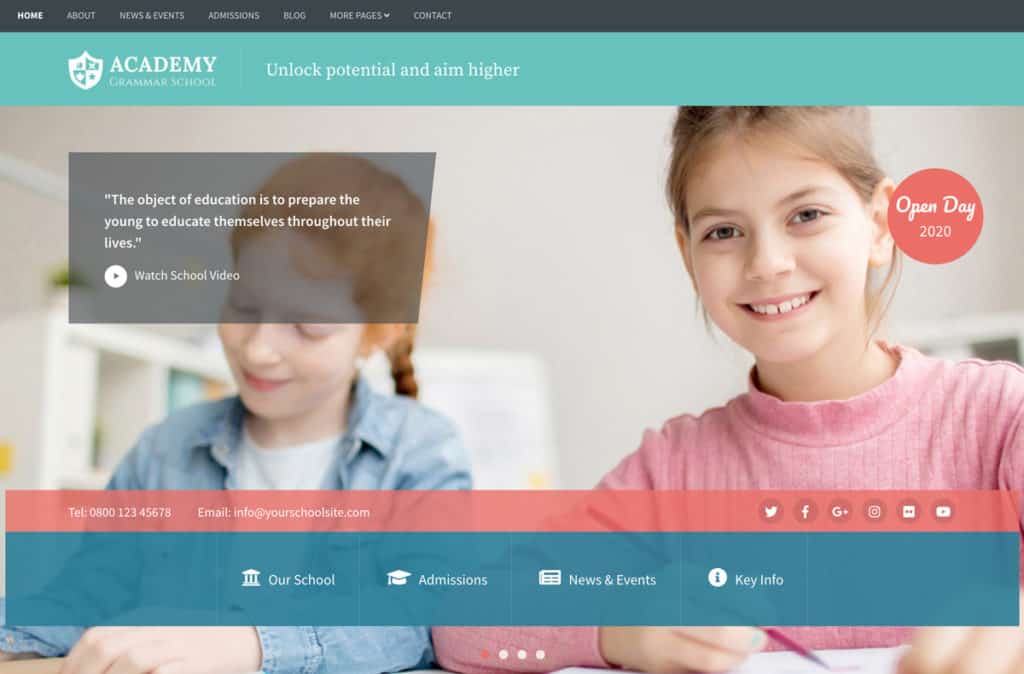 HOME ABOUT NEWS & EVENTS ADMISSIONS BLOG MORE PAGES CONTACT
ACADEMY
GRAMMAR SCHOOL
Unlock potential and aim higher
"The object of education is to prepare the
young to educate themselves throughout their
lives."
Watch School Video
Open Day
2020
Tel: 0800 123 45678 Email: info@yourschoolsite.com
Our School Admissions News & Events Key Info